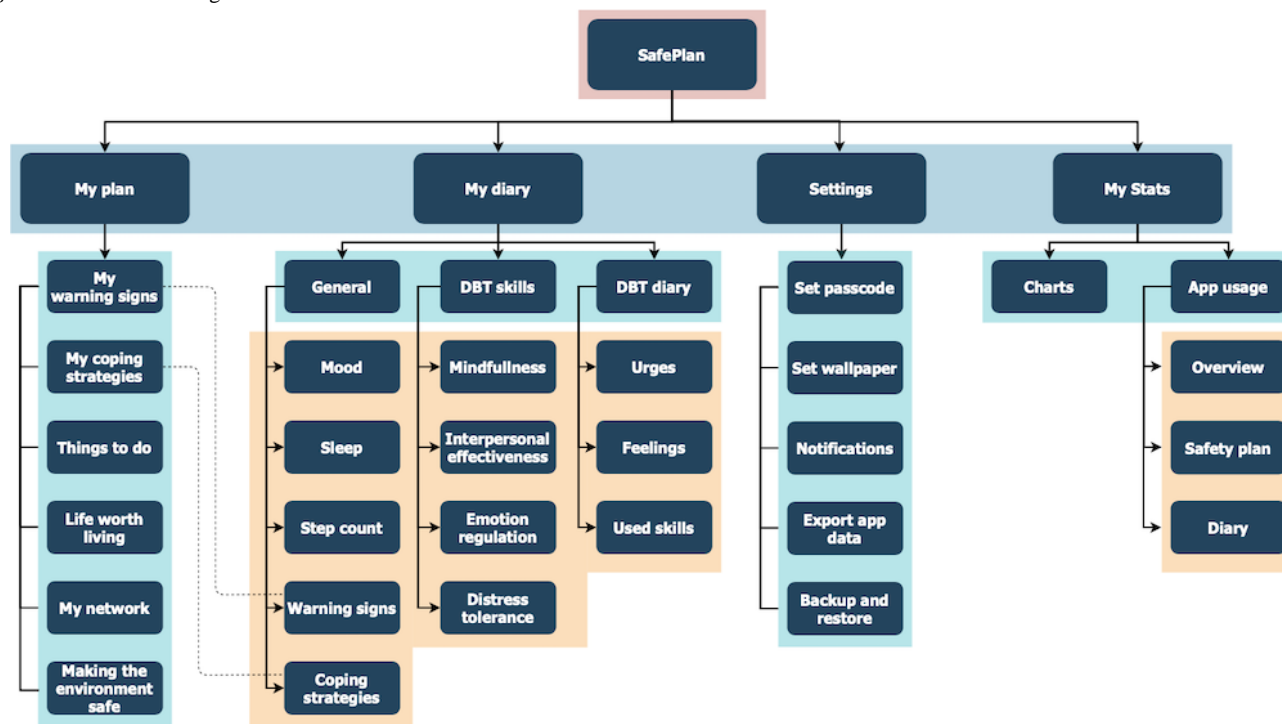 SafePlan
My plan
My diary
Settings
My Stats
My
warning signs
General
DBT skills
DBT diary
Set passcode
Charts
App usage
My coping
strategies
Mood
Mindfullness
Urges
Set wallpaper
Overview
Things to do
Sleep
Interpersonal
effectiveness
Feelings
Notifications
Safety plan
Life worth
living
Step count
Emotion
regulation
Used skills
Export app
data
Diary
My network
Warning signs
Distress
tolerance
Backup and
restore
Making the
environment
safe
Coping
strategies